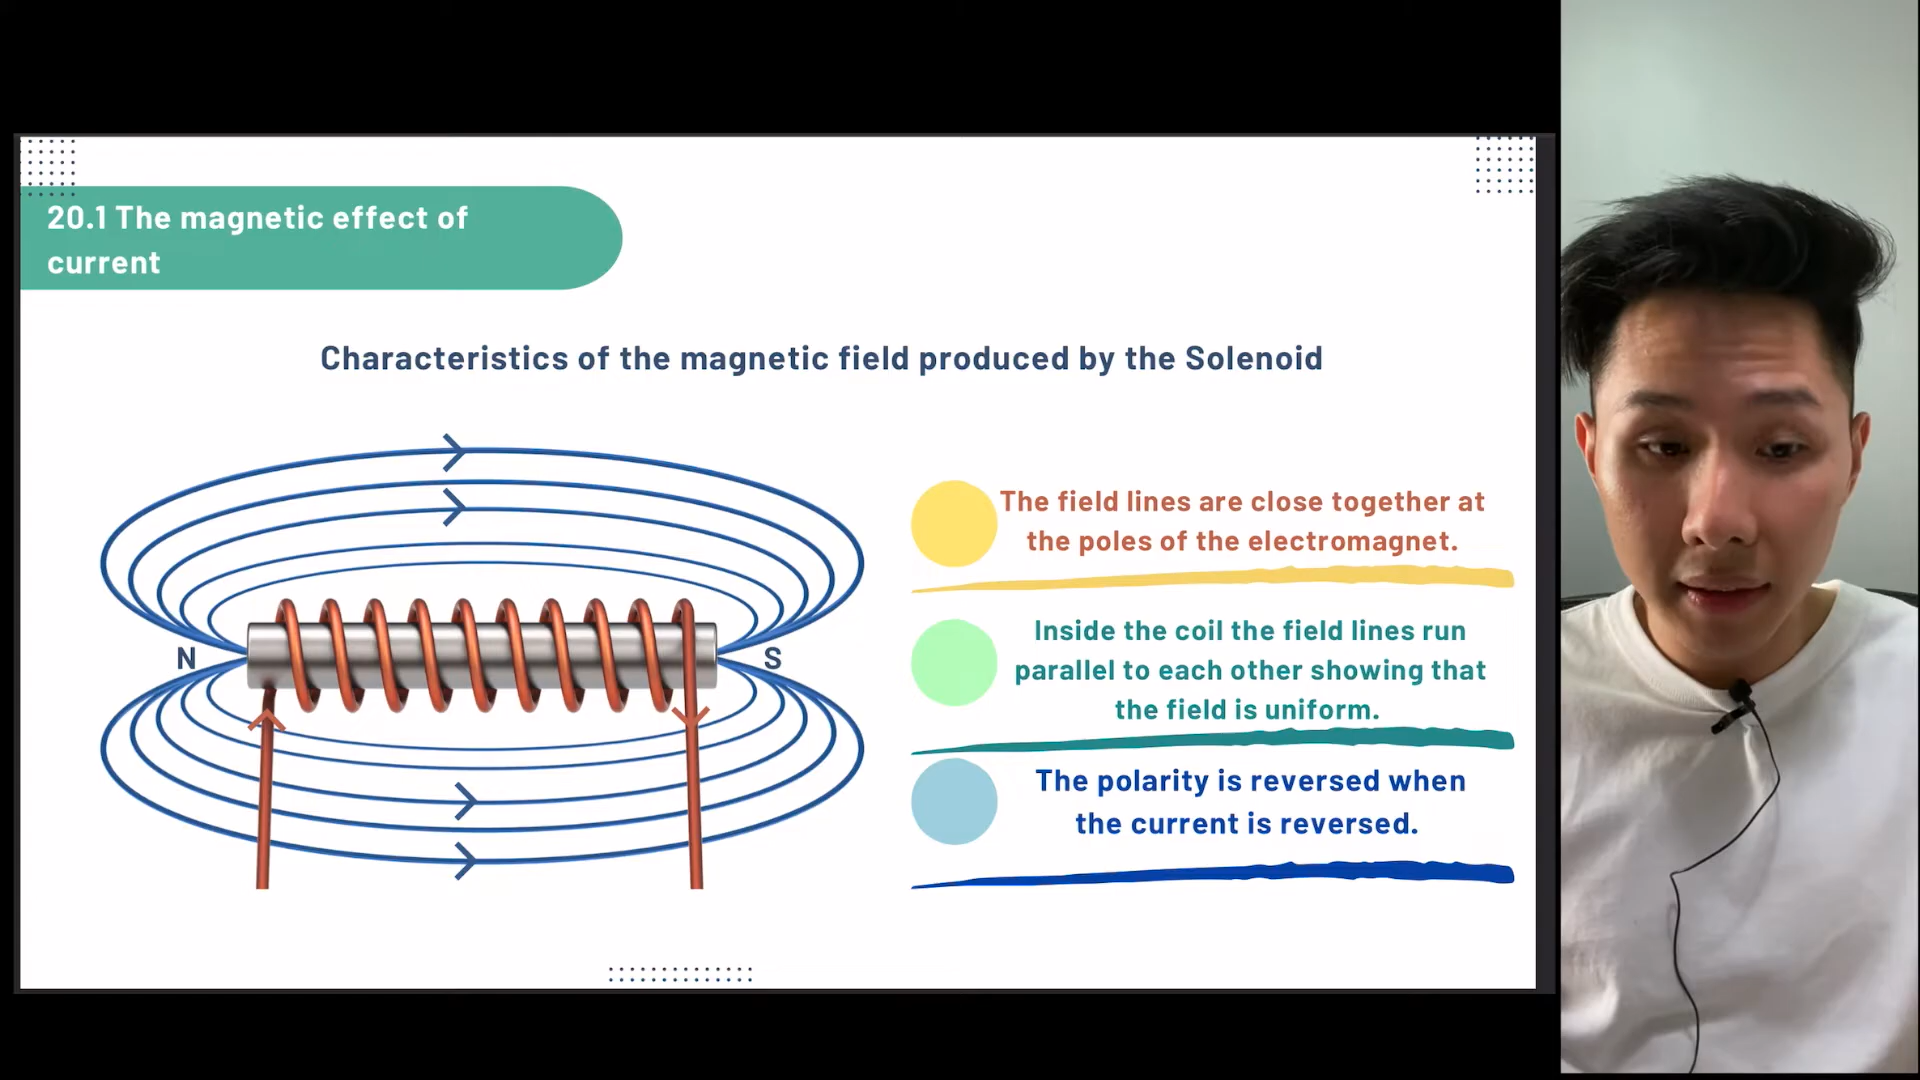 20.1 The magnetic effect of
current
Characteristics of the magnetic field produced by the Solenoid
N
S
The field lines are close together at
the poles of the electromagnet.
Inside the coil the field lines run
parallel to each other showing that
the field is uniform.
The polarity is reversed when
the current is reversed.